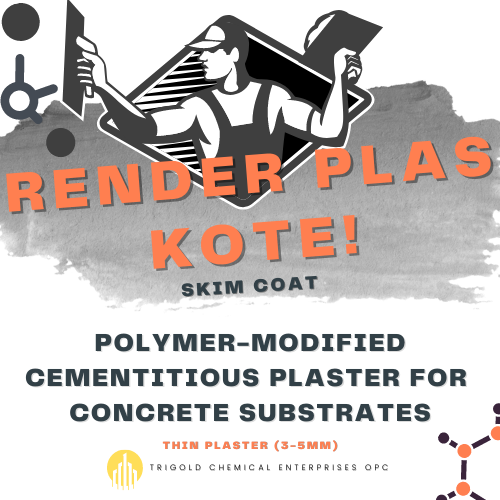 RENDER PLAS
KOTE!
SKIM COAT
POLYMER-MODIFIED
CEMENTITIOUS PLASTER FOR
CONCRETE SUBSTRATES
THIN PLASTER (3-5MM)
TRIGOLD CHEMICAL ENTERPRISES OPC